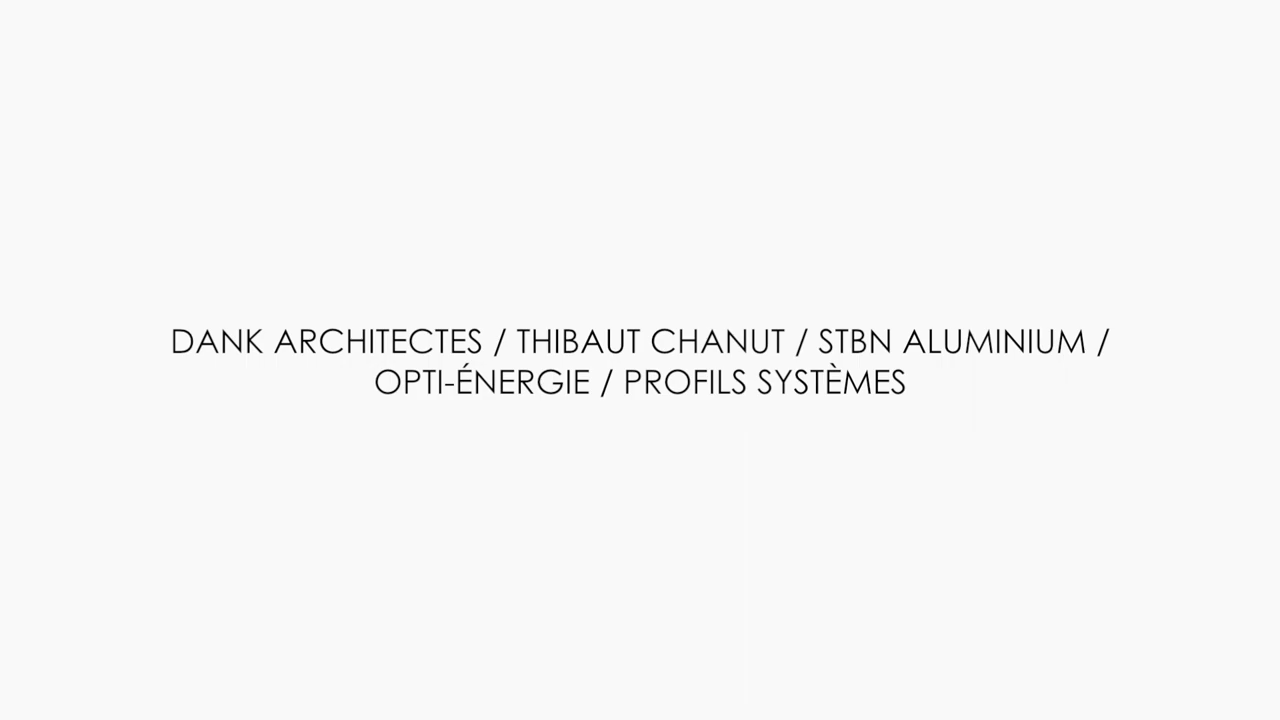 DANK ARCHITECTES / THIBAUT CHANUT / STBN ALUMINIUM /
OPTI-ÉNERGIE / PROFILS SYSTÈMES